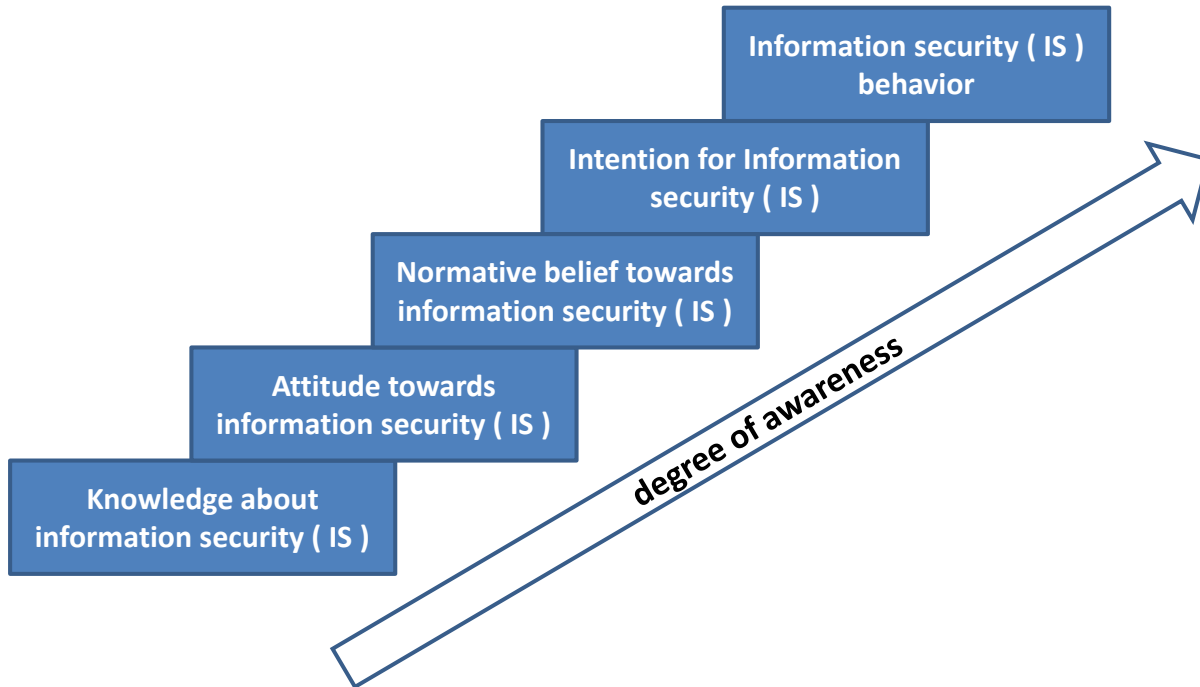 Information security ( IS )
behavior
Intention for Information
security ( IS )
Normative belief towards
information security ( IS )
Attitude towards
information security ( IS )
Knowledge about
information security ( IS )
degree of awareness